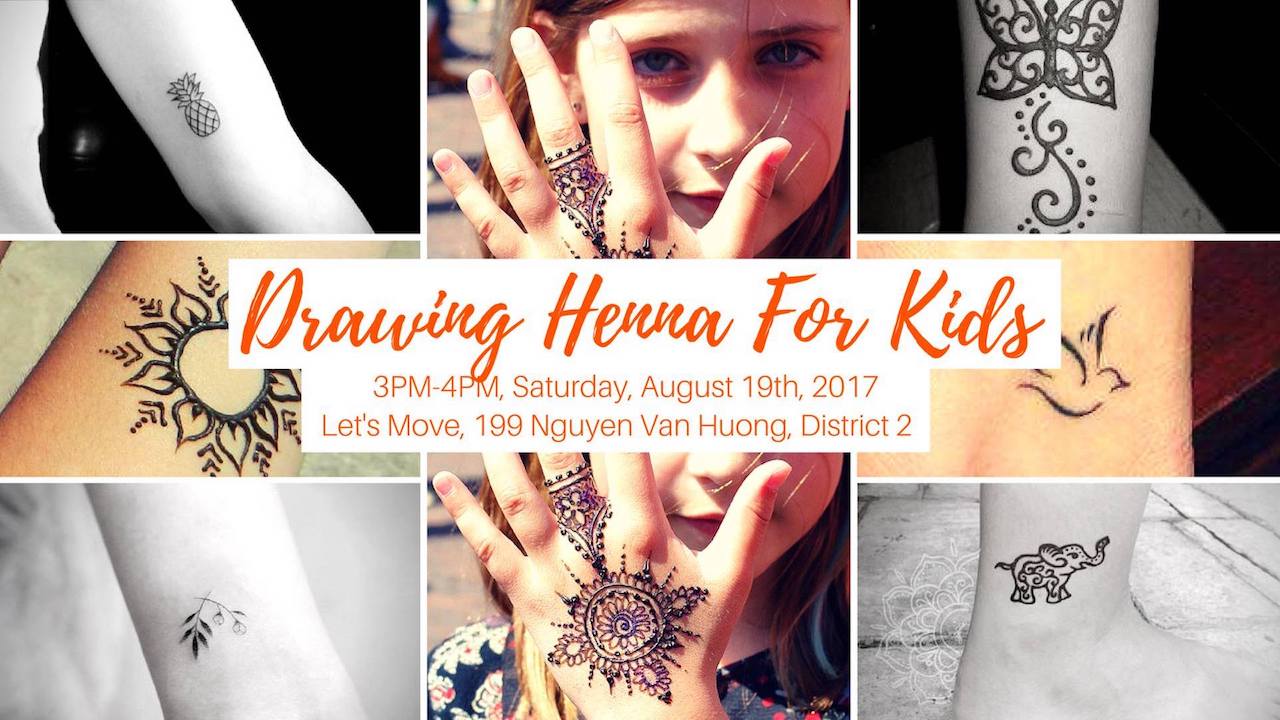 Drawing Henna For Kids
3PM-4PM, Saturday, August 19th, 2017
Let's Move, 199 Nguyen Van Huong, District 2